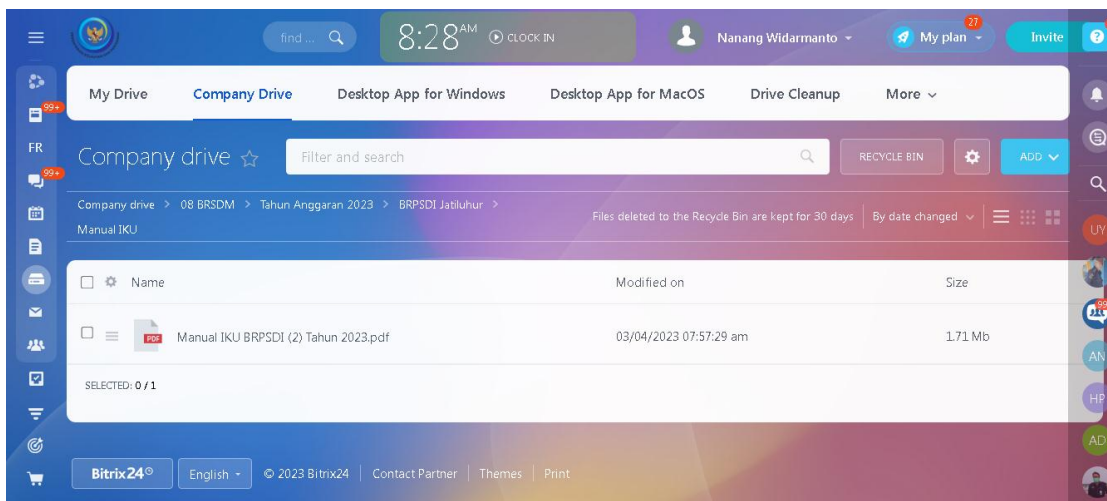 find ...
8:28 AM CLOCK IN
Nanang Widarmanto
27
My plan
Invite
My Drive
Company Drive
Desktop App for Windows
Desktop App for MacOS
Drive Cleanup
More
99+
FR
99+
Company drive
Filter and search
RECYCLE BIN
ADD
Company drive > 08 BRSDM > Tahun Anggaran 2023 > BRPSDI Jatiluhur >
Manual IKU
Files deleted to the Recycle Bin are kept for 30 days
By date changed
UY
Name
Modified on
Size
PDF
Manual IKU BRPSDI (2) Tahun 2023.pdf
03/04/2023 07:57:29 am
1.71 Mb
99
AN
SELECTED: 0 / 1
HP
AD
Bitrix24
English
© 2023 Bitrix24
Contact Partner
Themes
Print